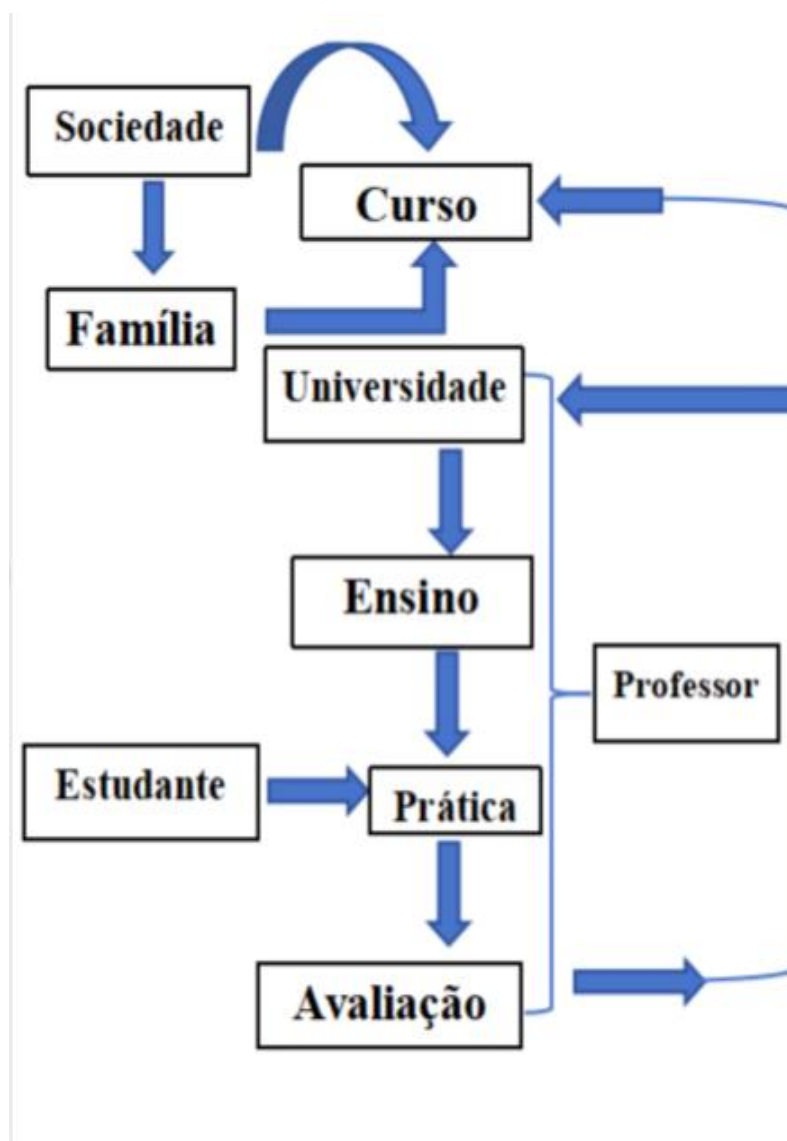 Sociedade
Curso
Família
Universidade
Ensino
Professor
Estudante
Prática
Avaliação